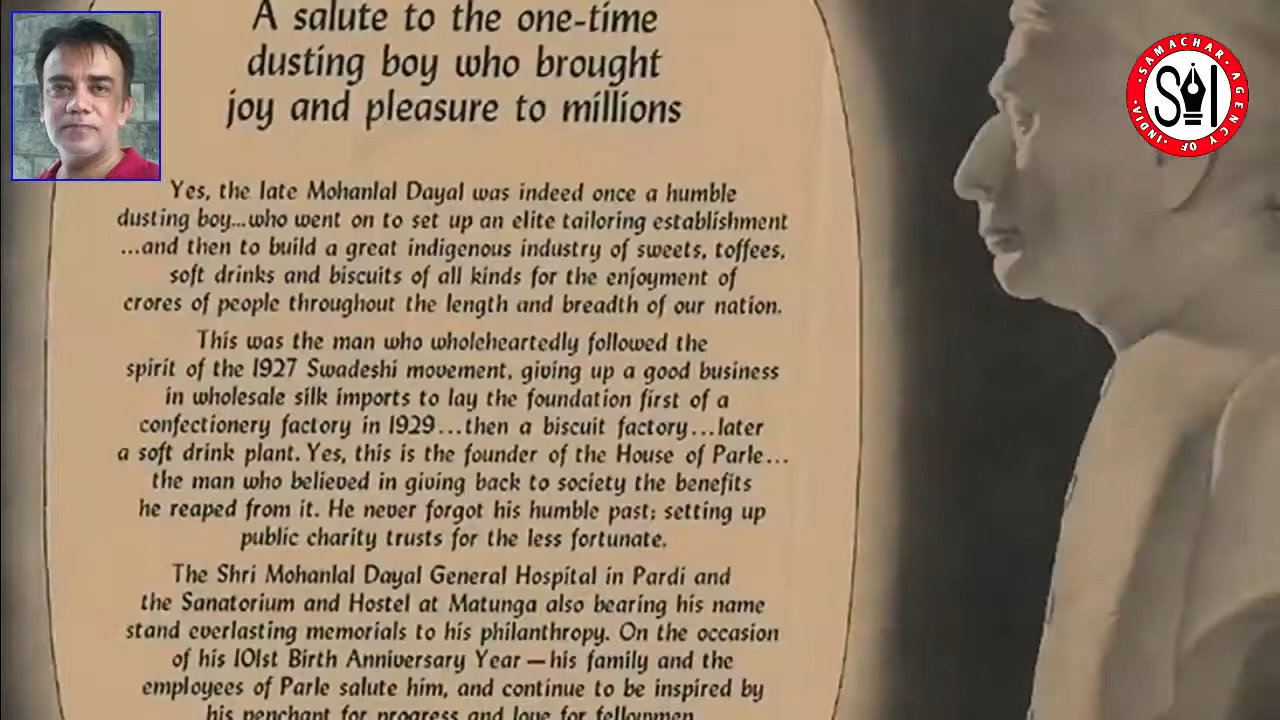 A salute to the one-time
dusting boy who brought
joy and pleasure to millions
Yes, the late Mohanlal Dayal was indeed once a humble
dusting boy...who went on to set up an elite tailoring establishment
...and then to build a great indigenous industry of sweets, toffees,
soft drinks and biscuits of all kinds for the enjoyment of
crores of people throughout the length and breadth of our nation.
This was the man who wholeheartedly followed the
spirit of the 1927 Swadeshi movement, giving up a good business
in wholesale silk imports to lay the foundation first of a
confectionery factory in 1929...then a biscuit factory...later
a soft drink plant. Yes, this is the founder of the House of Parle...
the man who believed in giving back to society the benefits
he reaped from it. He never forgot his humble past; setting up
public charity trusts for the less fortunate.
The Shri Mohanlal Dayal General Hospital in Pardi and
the Sanatorium and Hostel at Matunga also bearing his name
stand everlasting memorials to his philanthropy. On the occasion
of his 101st Birth Anniversary Year—his family and the
employees of Parle salute him, and continue to be inspired by
his penchant for progress and love for fellowmen
SAMACHAR AGENCY OF INDIA
SAI